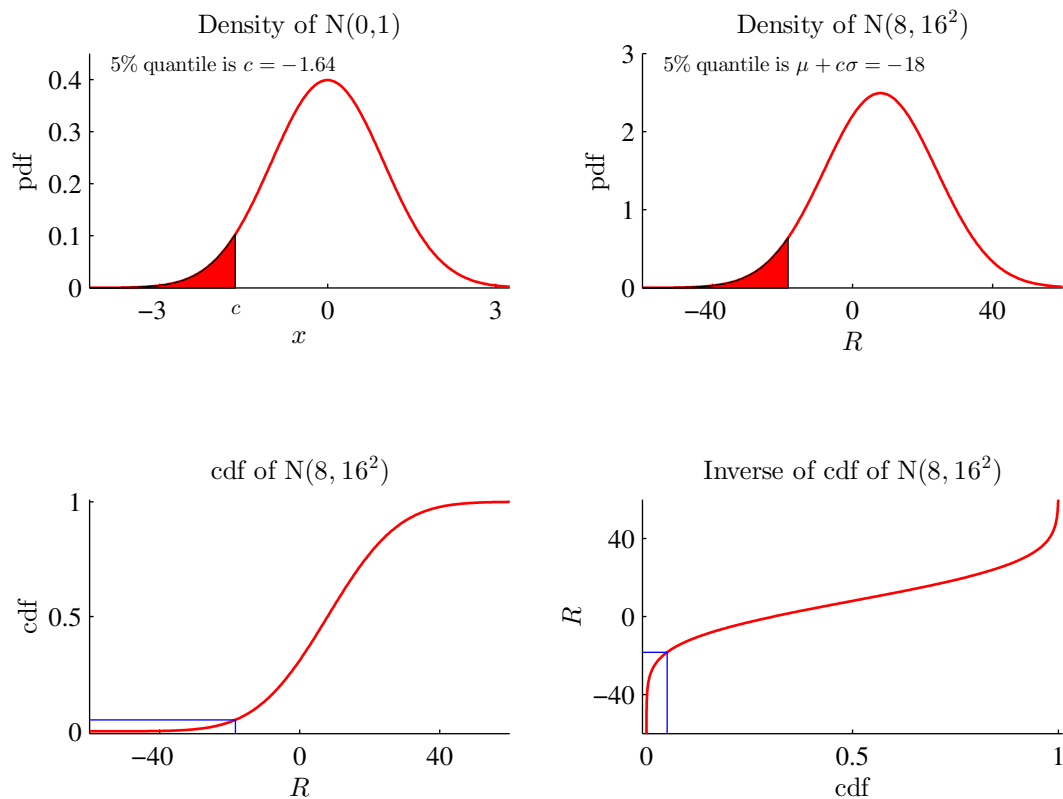 Density of N(0,1)
5% quantile is c = −1.64
0.4
0.3
0.2
0.1
0
pdf
−3
c
0
3
x
Density of N(8, 16²)
5% quantile is μ + cσ = −18
3
2
1
0
pdf
−40
0
40
R
cdf of N(8, 16²)
1
0.5
0
cdf
−40
0
40
R
Inverse of cdf of N(8, 16²)
40
0
−40
R
0
0.5
1
cdf